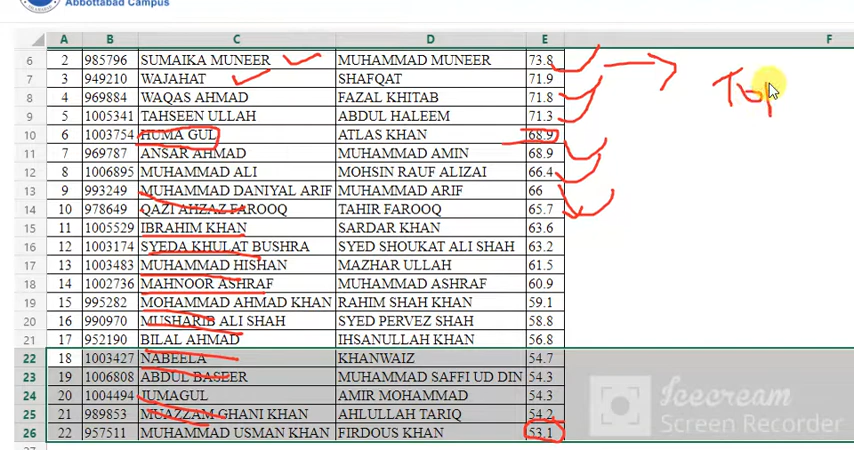 Abbottabad Campus
A B C D E F
6 2 985796 SUMAIKA MUNEER MUHAMMAD MUNEER 73.8
7 3 949210 WAJAHAT SHAFQAT 71.9
8 4 969884 WAQAS AHMAD FAZAL KHITAB 71.8
9 5 1005341 TAHSEEN ULLAH ABDUL HALEEM 71.3
10 6 1003754 HUMA GUL ATLAS KHAN 68.9
11 7 969787 ANSAR AHMAD MUHAMMAD AMIN 68.9
12 8 1006895 MUHAMMAD ALI MOHSIN RAUF ALIZAI 66.4
13 9 993249 MUHAMMAD DANIYAL ARIF MUHAMMAD ARIF 66
14 10 978649 QAZI AHZAZ FAROOQ TAHIR FAROOQ 65.7
15 11 1005529 IBRAHIM KHAN SARDAR KHAN 63.6
16 12 1003174 SYEDA KHULAT BUSHRA SYED SHOUKAT ALI SHAH 63.2
17 13 1003483 MUHAMMAD HISHAN MAZHAR ULLAH 61.5
18 14 1002736 MAHNOOR ASHRAF MUHAMMAD ASHRAF 60.9
19 15 995282 MOHAMMAD AHMAD KHAN RAHIM SHAH KHAN 59.1
20 16 990970 MUSHARIB ALI SHAH SYED PERVEZ SHAH 58.8
21 17 952190 BILAL AHMAD IHSANULLAH KHAN 56.8
22 18 1003427 NABEELA KHANWAIZ 54.7
23 19 1006808 ABDUL BASEER MUHAMMAD SAFFI UD DIN 54.3
24 20 1004494 JUMAGUL AMIR MOHAMMAD 54.3
25 21 989853 MUAZZAM GHANI KHAN AHLULLAH TARIQ 54.2
26 22 957511 MUHAMMAD USMAN KHAN FIRDOUS KHAN 53.1
Top
Icecream
Screen Recorder